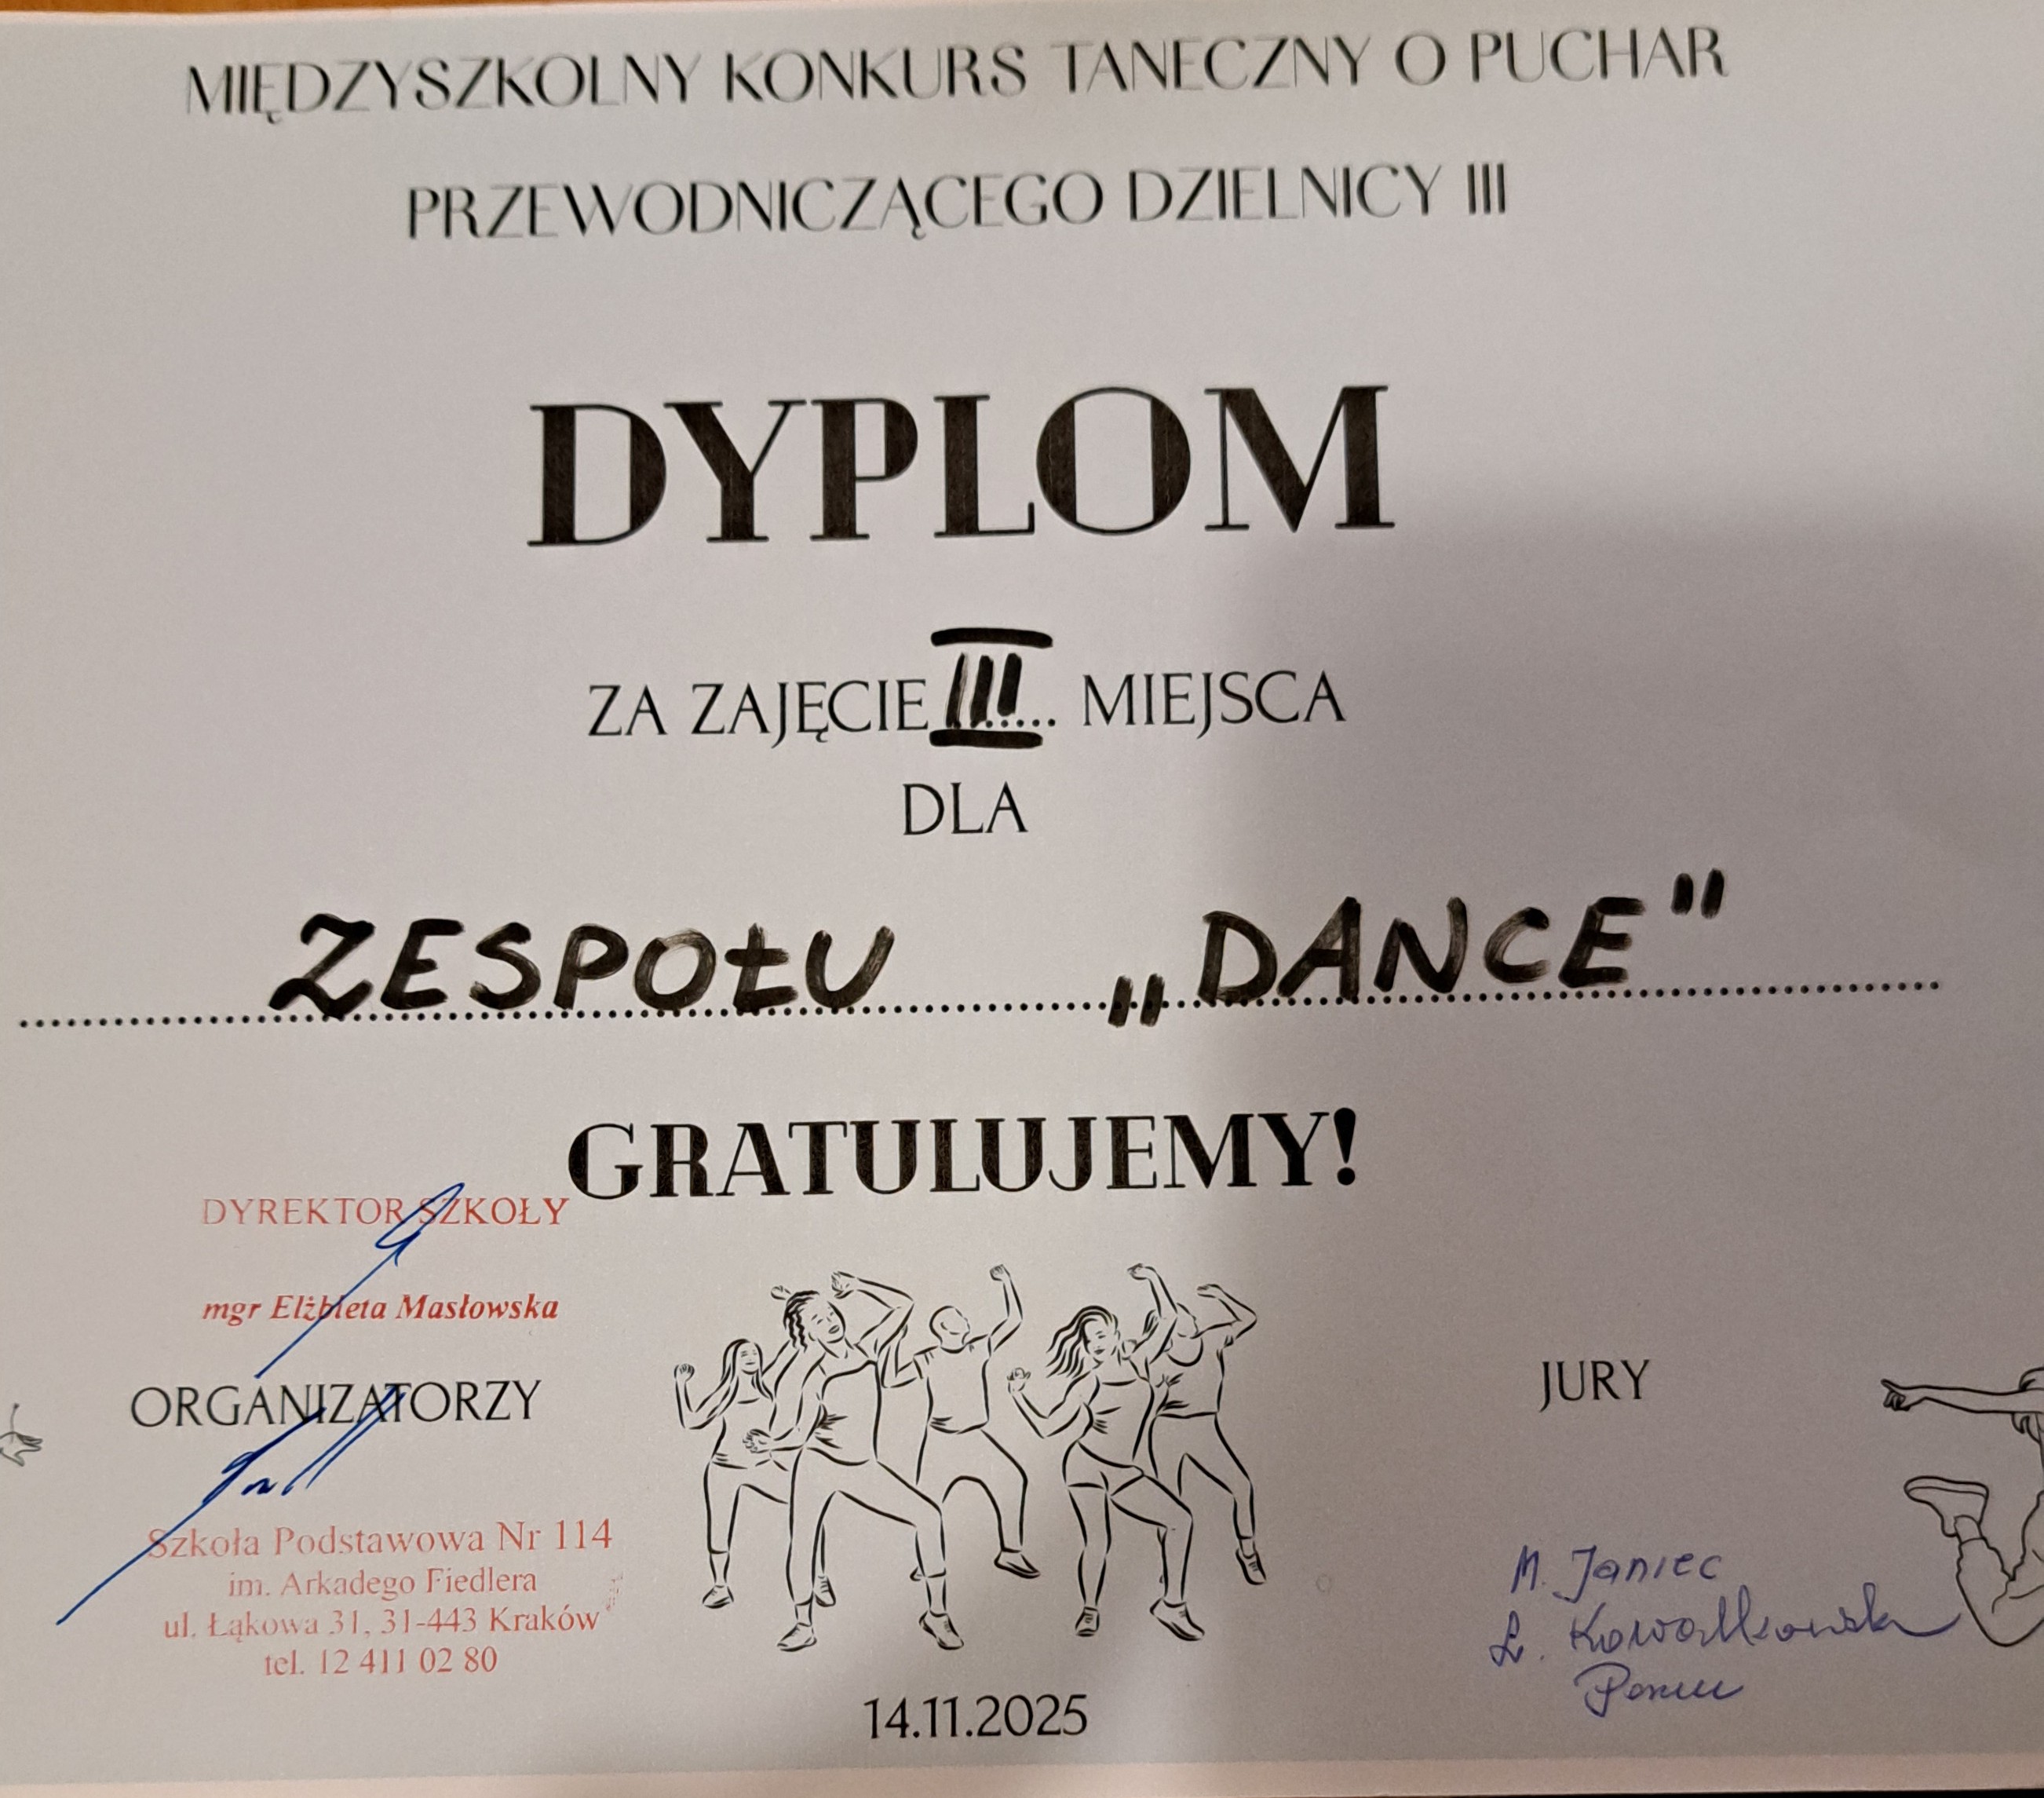 MIĘDZYSZKOLNY KONKURS TANECZNY O PUCHAR
PRZEWODNICZĄCEGO DZIELNICY III
DYPLOM
ZA ZAJĘCIE III...... MIEJSCA
DLA
ZESPOŁU „DANCE"
GRATULUJEMY!
DYREKTOR SZKOŁY
mgr Elżbieta Masłowska
ORGANIZATORZY
JURY
Szkoła Podstawowa Nr 114
im. Arkadego Fiedlera
ul. Łąkowa 31, 31-443 Kraków
tel. 12 411 02 80
M. Janiec
14.11.2025